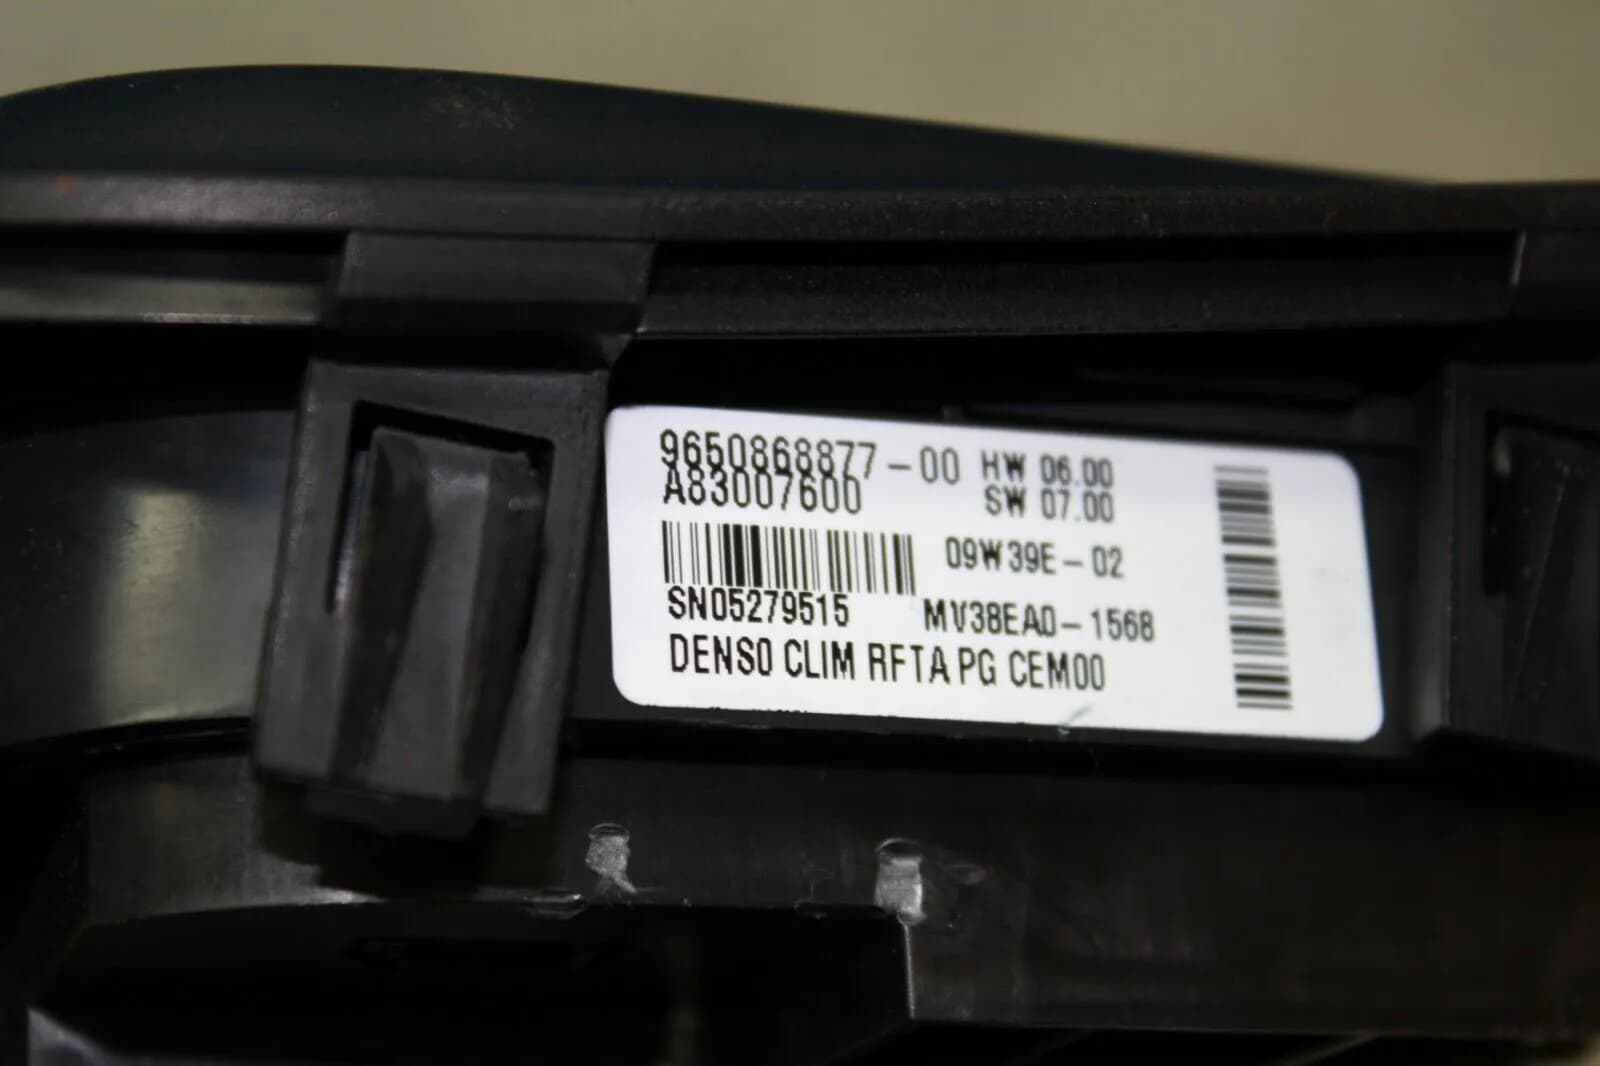 9650868877-00 HW 06.00
A83007600 SW 07.00
09W39E-02
SN05279515 MV38EA0-1568
DENSO CLIM RFTA PG CEM00